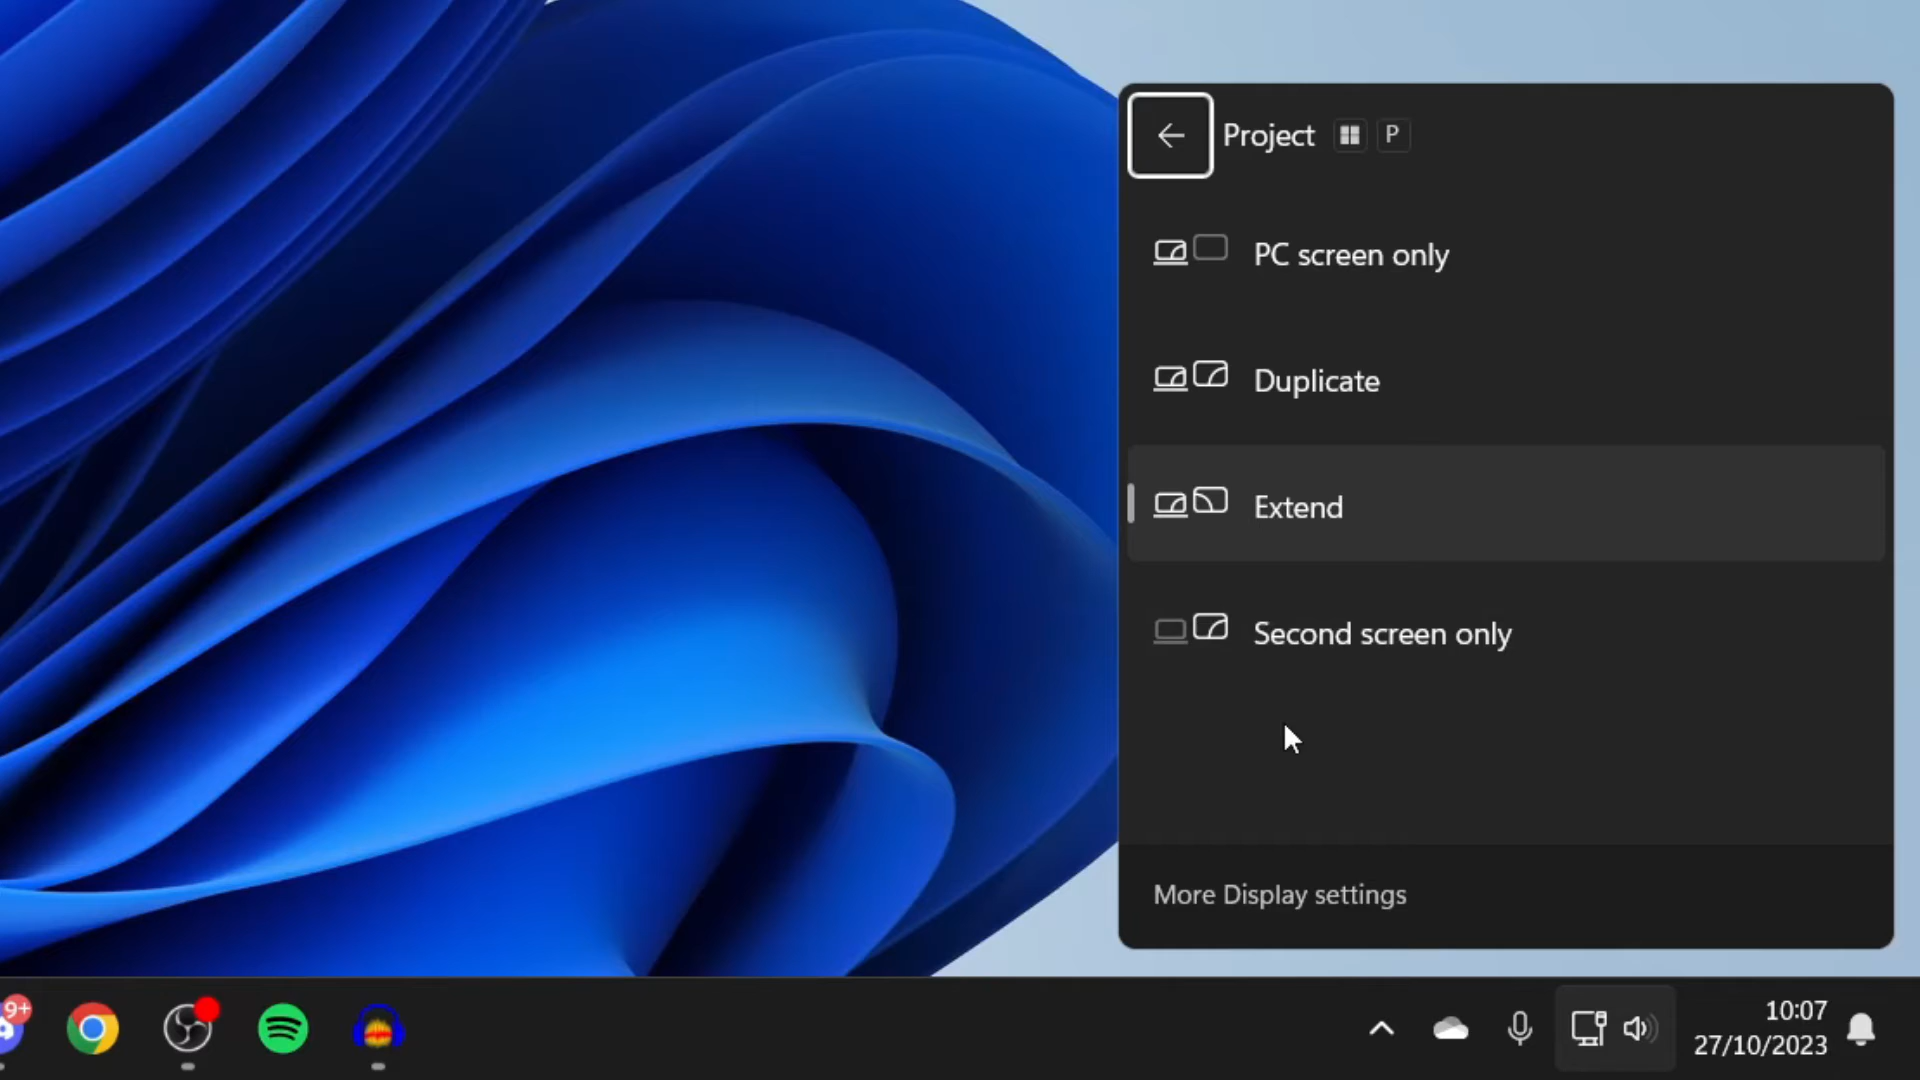 Project P
PC screen only
Duplicate
Extend
Second screen only
More Display settings
9+
10:07
27/10/2023